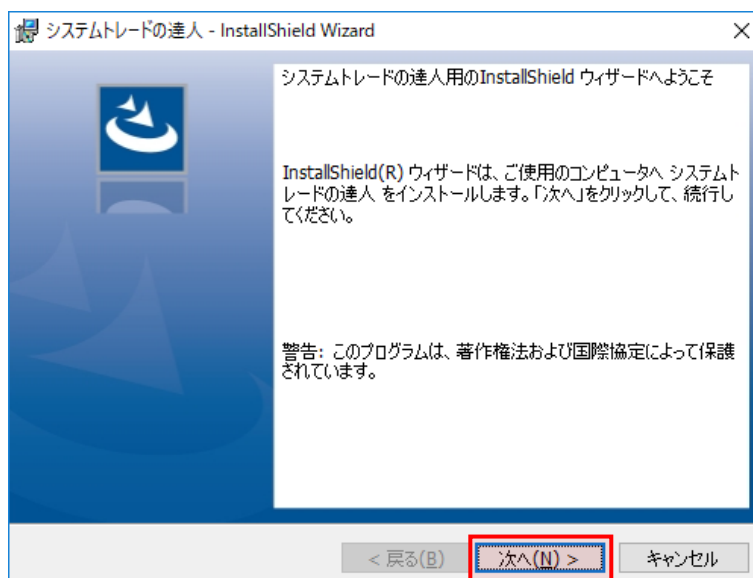 システムトレードの達人 - InstallShield Wizard
システムトレードの達人用のInstallShield ウィザードへようこそ
InstallShield(R) ウィザードは、ご使用のコンピュータへ システムト
レードの達人 をインストールします。「次へ」をクリックして、続行し
てください。
警告: このプログラムは、著作権法および国際協定によって保護
されています。
< 戻る(B) 次へ(N) > キャンセル